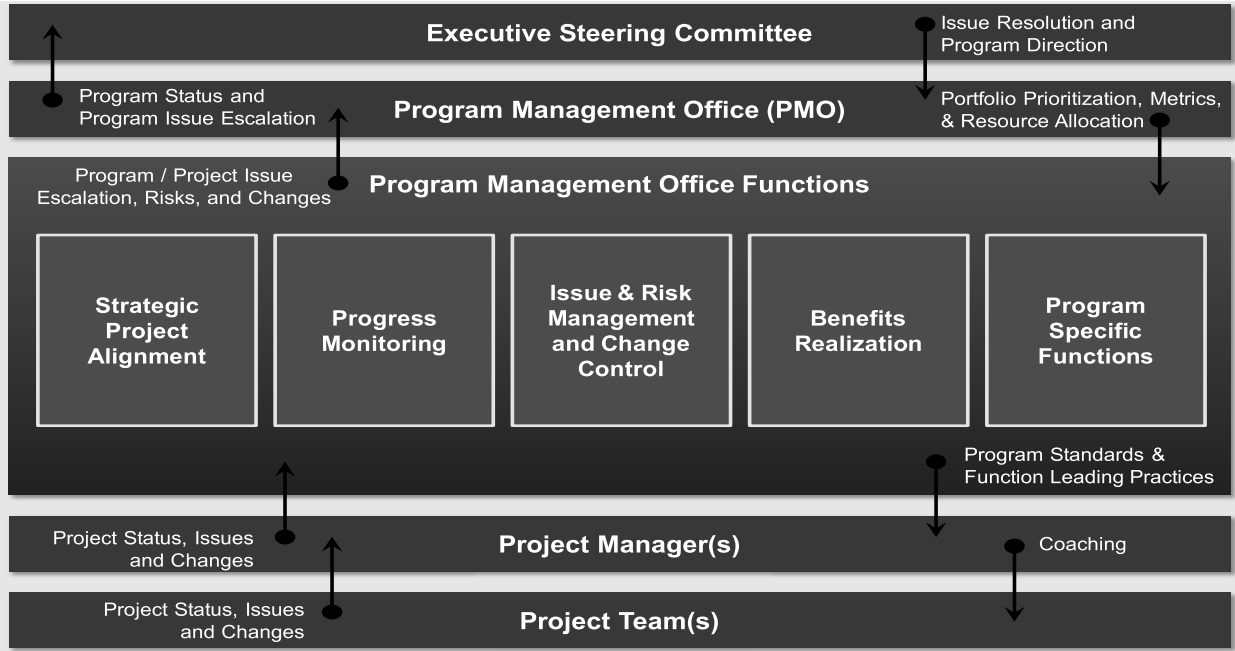 Executive Steering Committee
Issue Resolution and
Program Direction
Program Status and
Program Issue Escalation
Program Management Office (PMO)
Portfolio Prioritization, Metrics,
& Resource Allocation
Program / Project Issue
Escalation, Risks, and Changes
Program Management Office Functions
Strategic
Project
Alignment
Progress
Monitoring
Issue & Risk
Management
and Change
Control
Benefits
Realization
Program
Specific
Functions
Program Standards &
Function Leading Practices
Project Status, Issues
and Changes
Project Manager(s)
Coaching
Project Status, Issues
and Changes
Project Team(s)